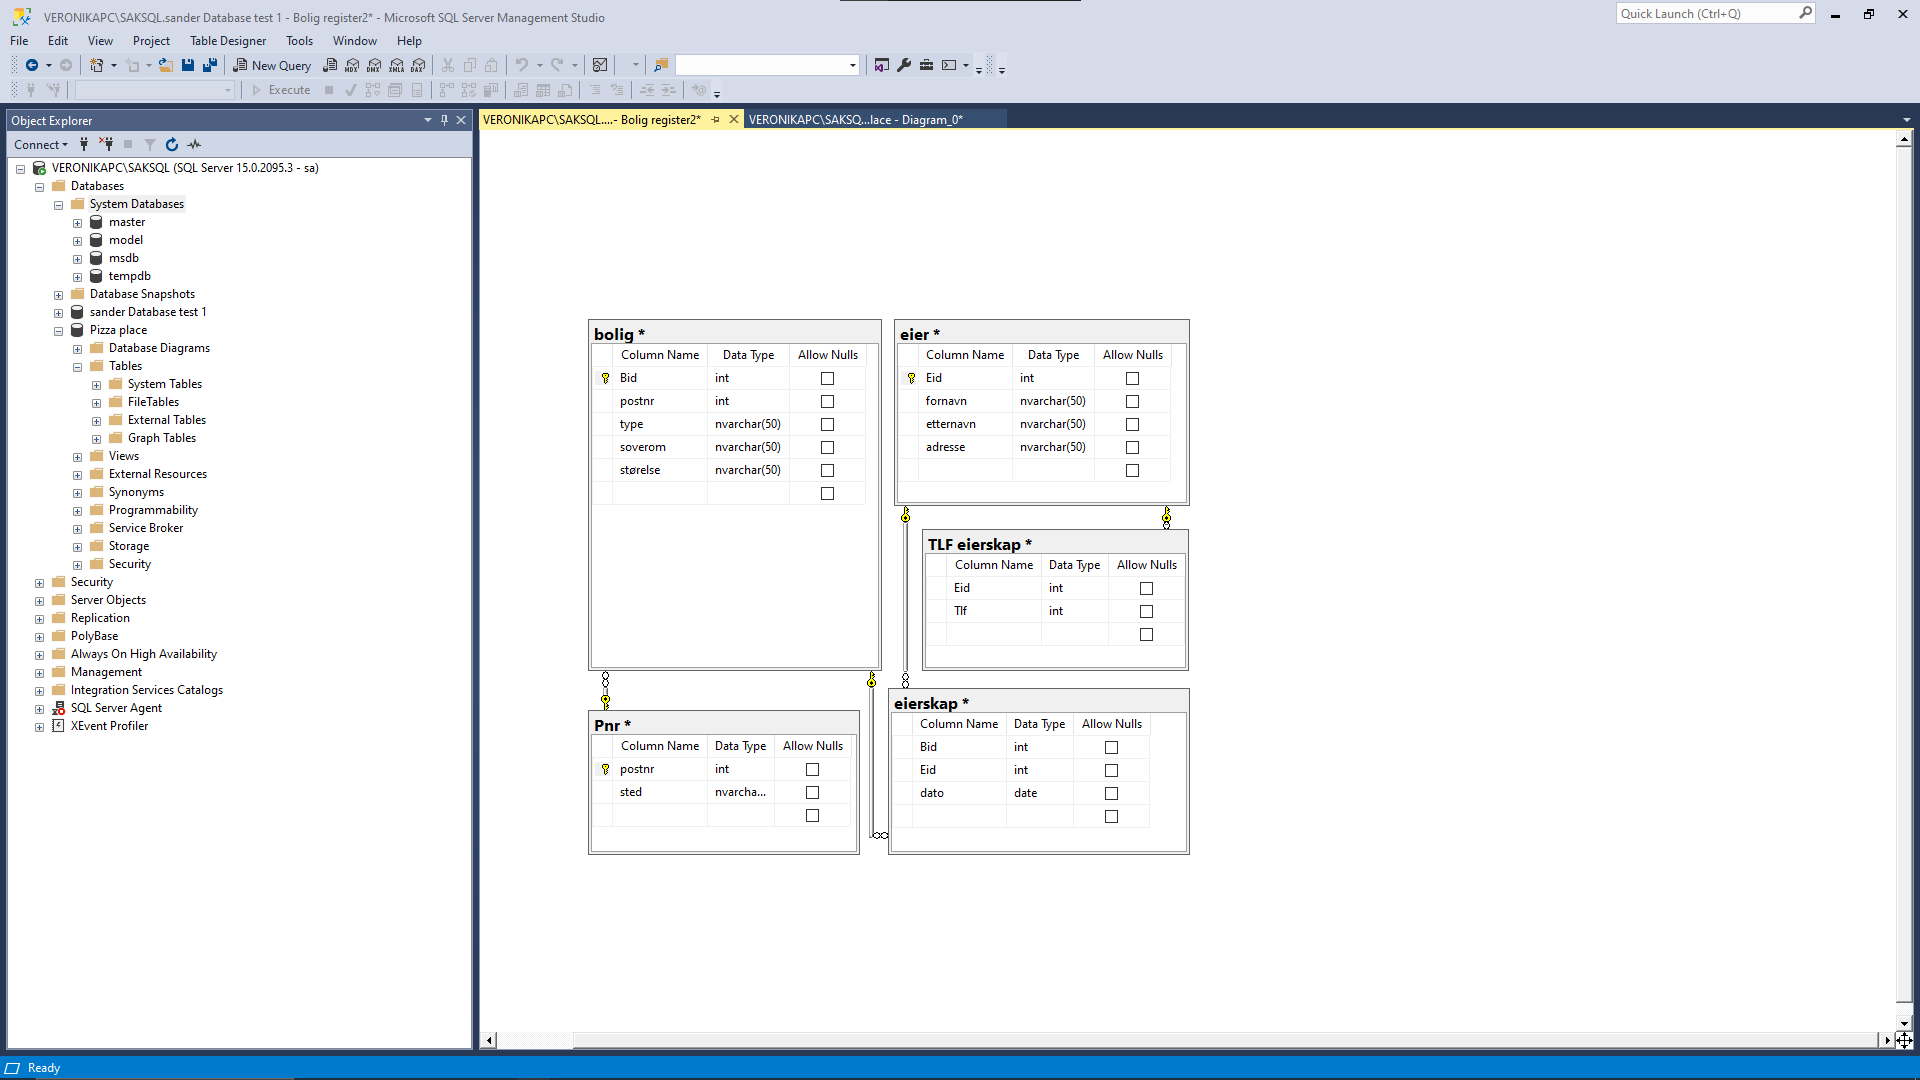 VERONIKAPC\SAKSQL.sander Database test 1 - Bolig register2* - Microsoft SQL Server Management Studio
Quick Launch (Ctrl+Q)
File Edit View Project Table Designer Tools Window Help
New Query MDX DMX XMLA DAX
Execute
Object Explorer
VERONIKAPC\SAKSQL....- Bolig register2*
VERONIKAPC\SAKSQ...lace - Diagram_0*
Connect
VERONIKAPC\SAKSQL (SQL Server 15.0.2095.3 - sa)
Databases
System Databases
master
model
msdb
tempdb
Database Snapshots
sander Database test 1
Pizza place
Database Diagrams
Tables
System Tables
FileTables
External Tables
Graph Tables
Views
External Resources
Synonyms
Programmability
Service Broker
Storage
Security
Security
Server Objects
Replication
PolyBase
Always On High Availability
Management
Integration Services Catalogs
SQL Server Agent
XEvent Profiler
bolig *
Column Name Data Type Allow Nulls
Bid int
postnr int
type nvarchar(50)
soverom nvarchar(50)
størelse nvarchar(50)
eier *
Column Name Data Type Allow Nulls
Eid int
fornavn nvarchar(50)
etternavn nvarchar(50)
adresse nvarchar(50)
TLF eierskap *
Column Name Data Type Allow Nulls
Eid int
Tlf int
Pnr *
Column Name Data Type Allow Nulls
postnr int
sted nvarcha...
eierskap *
Column Name Data Type Allow Nulls
Bid int
Eid int
dato date
Ready